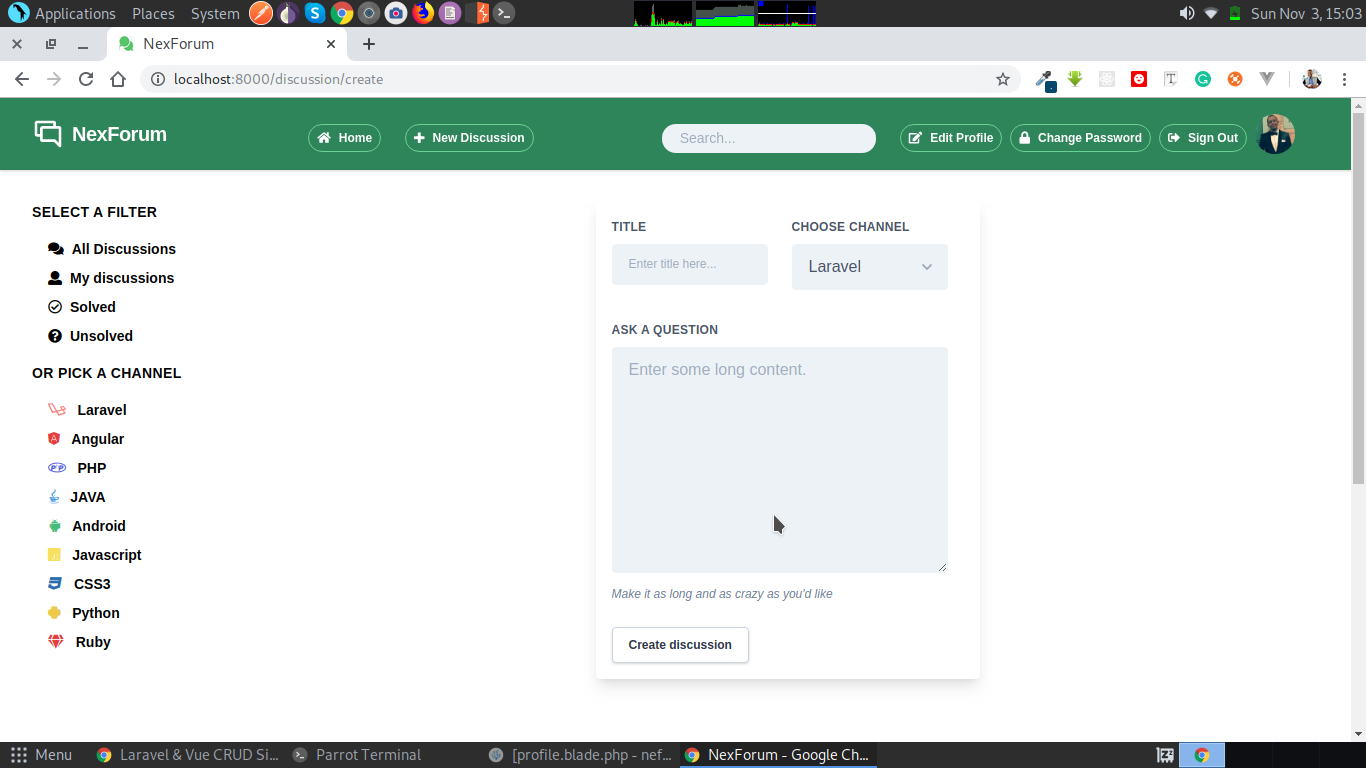 Applications Places System Sun Nov 3, 15:03
NexForum
localhost:8000/discussion/create
NexForum Home New Discussion Search... Edit Profile Change Password Sign Out
SELECT A FILTER
All Discussions
My discussions
Solved
Unsolved
OR PICK A CHANNEL
Laravel
Angular
PHP
JAVA
Android
Javascript
CSS3
Python
Ruby
TITLE CHOOSE CHANNEL
Enter title here... Laravel
ASK A QUESTION
Enter some long content.
Make it as long and as crazy as you'd like
Create discussion
Menu Laravel & Vue CRUD Si... Parrot Terminal [profile.blade.php - nef... NexForum - Google Ch...